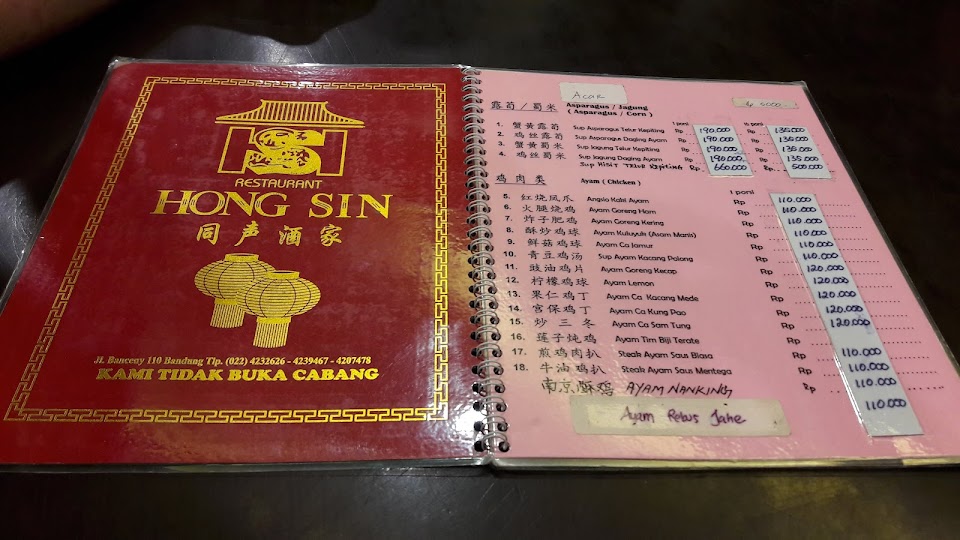 HS
RESTAURANT
HONG SIN
同声酒家
Jl. Banceuy 110 Bandung Tlp. (022) 4232626 - 4239467 - 4207478
KAMI TIDAK BUKA CABANG
Acar 6000
露荀/蜀米 Asparagus / Jagung
( Asparagus / Corn )
1 porsi ½ porsi
1. 蟹黄露荀 Sup Asparagus Telur Kepiting Rp 190.000 135.000
2. 鸡丝露荀 Sup Asparagus Daging Ayam Rp 190.000 130.000
3. 蟹黄蜀米 Sup Jagung Telur Kepiting Rp 190.000 130.000
4. 鸡丝蜀米 Sup Jagung Daging Ayam Rp 190.000 135.000
Sup HISIT TELUR KEPITING Rp. 660.000 500.000
鸡肉类 Ayam ( Chicken )
1 porsi
5. 红烧凤爪 Angsio Kaki Ayam Rp 110.000
6. 火腿烧鸡 Ayam Goreng Ham Rp 110.000
7. 炸子肥鸡 Ayam Goreng Kering Rp 110.000
8. 酥炒鸡球 Ayam Kuluyuk (Asam Manis) Rp 110.000
9. 鲜菇鸡球 Ayam Ca Jamur Rp 110.000
10. 青豆鸡汤 Sup Ayam Kacang Polong Rp 120.000
11. 豉油鸡片 Ayam Goreng Kecap Rp 110.000
12. 柠檬鸡球 Ayam Lemon Rp 120.000
13. 果仁鸡丁 Ayam Ca Kacang Mede Rp 120.000
14. 宫保鸡丁 Ayam Ca Kung Pao Rp 120.000
15. 炒三冬 Ayam Ca Sam Tung Rp
16. 莲子炖鸡 Ayam Tim Biji Terate Rp 110.000
17. 煎鸡肉扒 Steak Ayam Saus Biasa Rp 110.000
18. 牛油鸡扒 Steak Ayam Saus Mentega Rp 110.000
南京酥鸡 AYAM NANKING Rp 110.000
Ayam Rebus Jahe